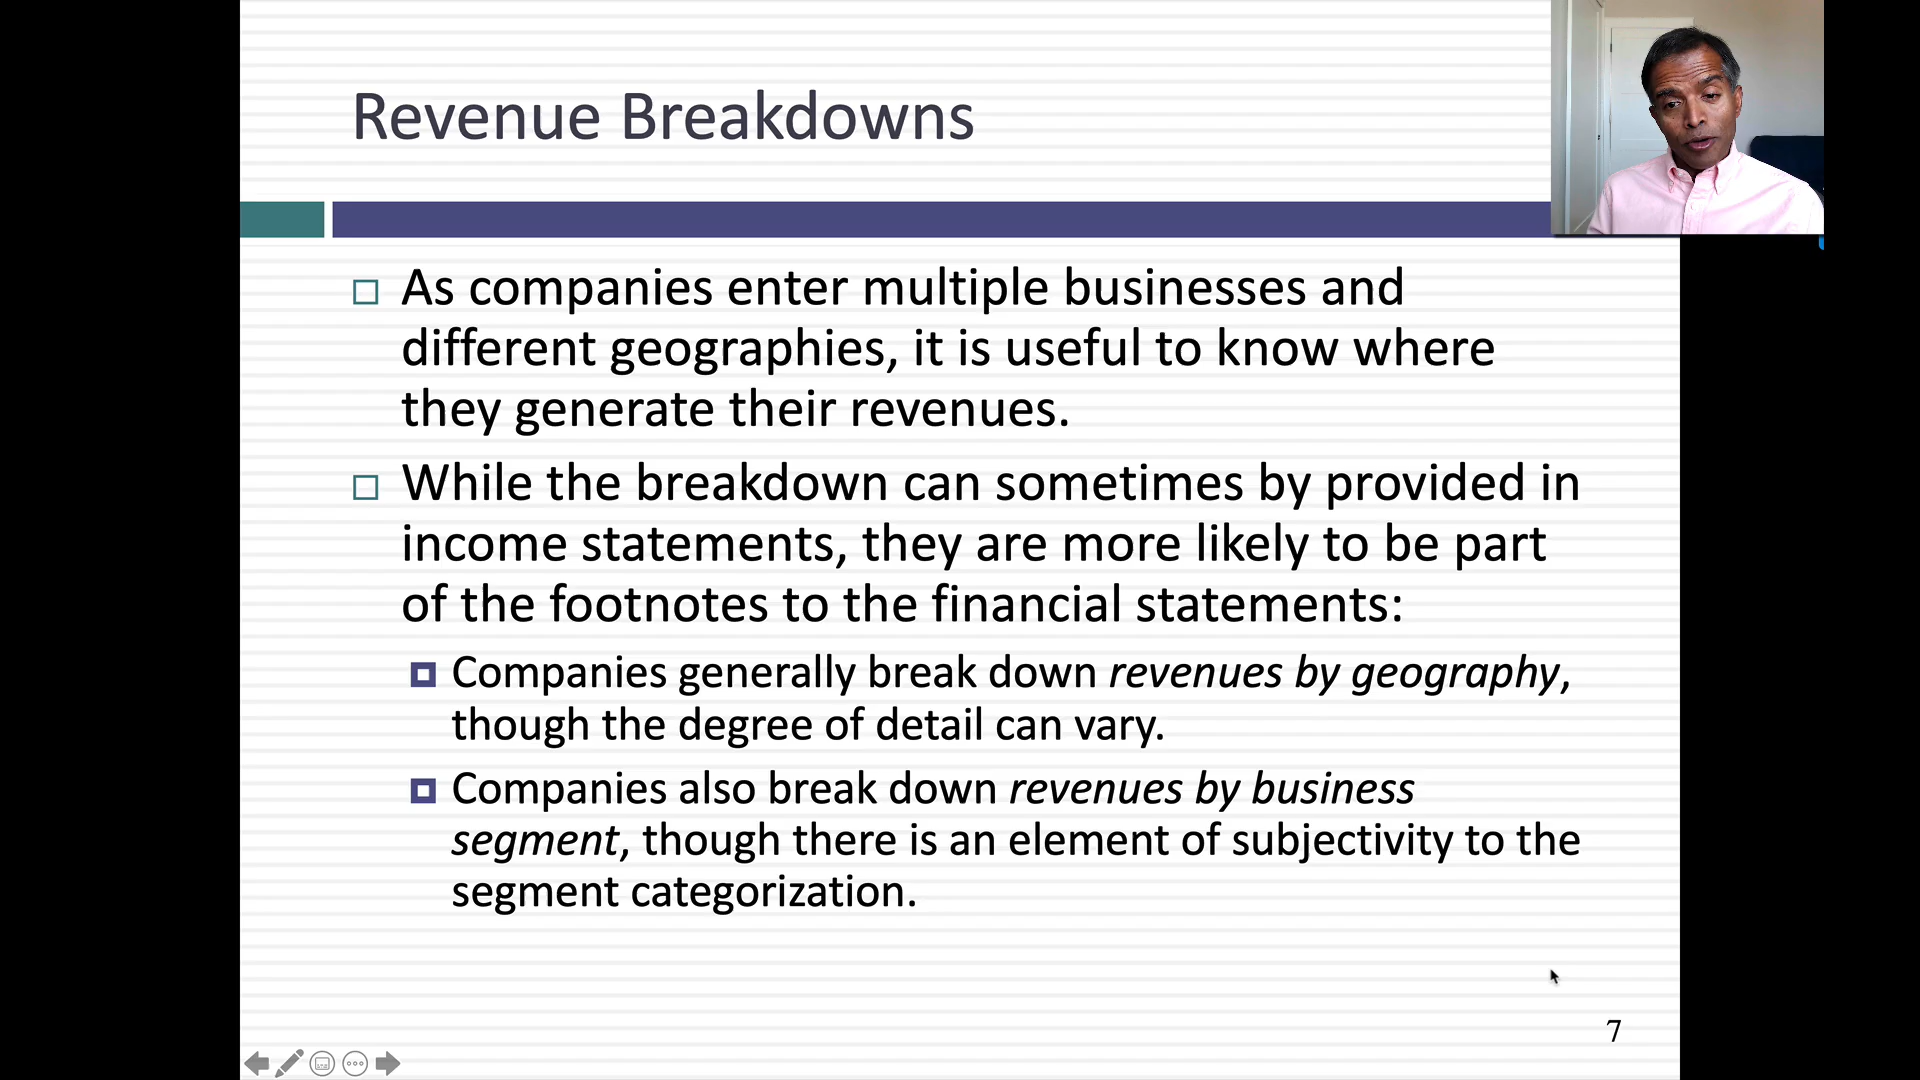 Revenue Breakdowns
As companies enter multiple businesses and
different geographies, it is useful to know where
they generate their revenues.
While the breakdown can sometimes by provided in
income statements, they are more likely to be part
of the footnotes to the financial statements:
Companies generally break down revenues by geography,
though the degree of detail can vary.
Companies also break down revenues by business
segment, though there is an element of subjectivity to the
segment categorization.
7